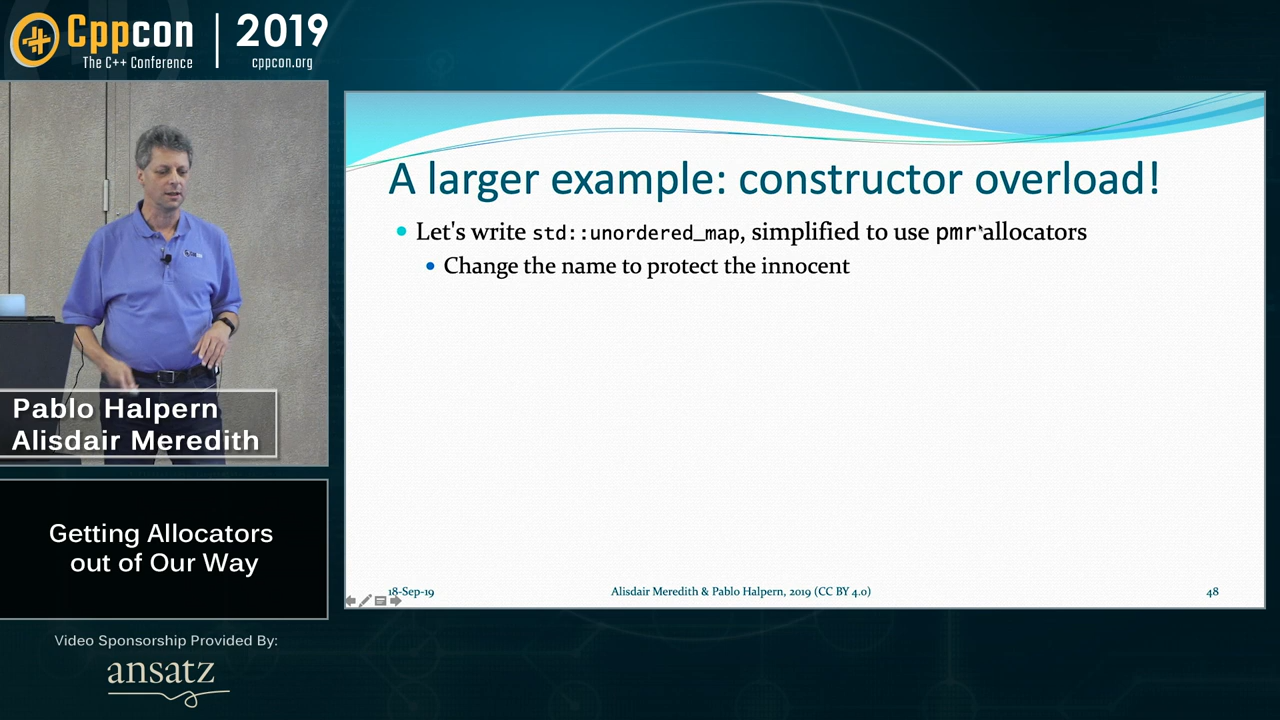 Cppcon | 2019
The C++ Conference cppcon.org
Pablo Halpern
Alisdair Meredith
Getting Allocators
out of Our Way
Video Sponsorship Provided By:
ansatz
A larger example: constructor overload!
• Let's write std::unordered_map, simplified to use pmr allocators
• Change the name to protect the innocent
18-Sep-19 Alisdair Meredith & Pablo Halpern, 2019 (CC BY 4.0) 48